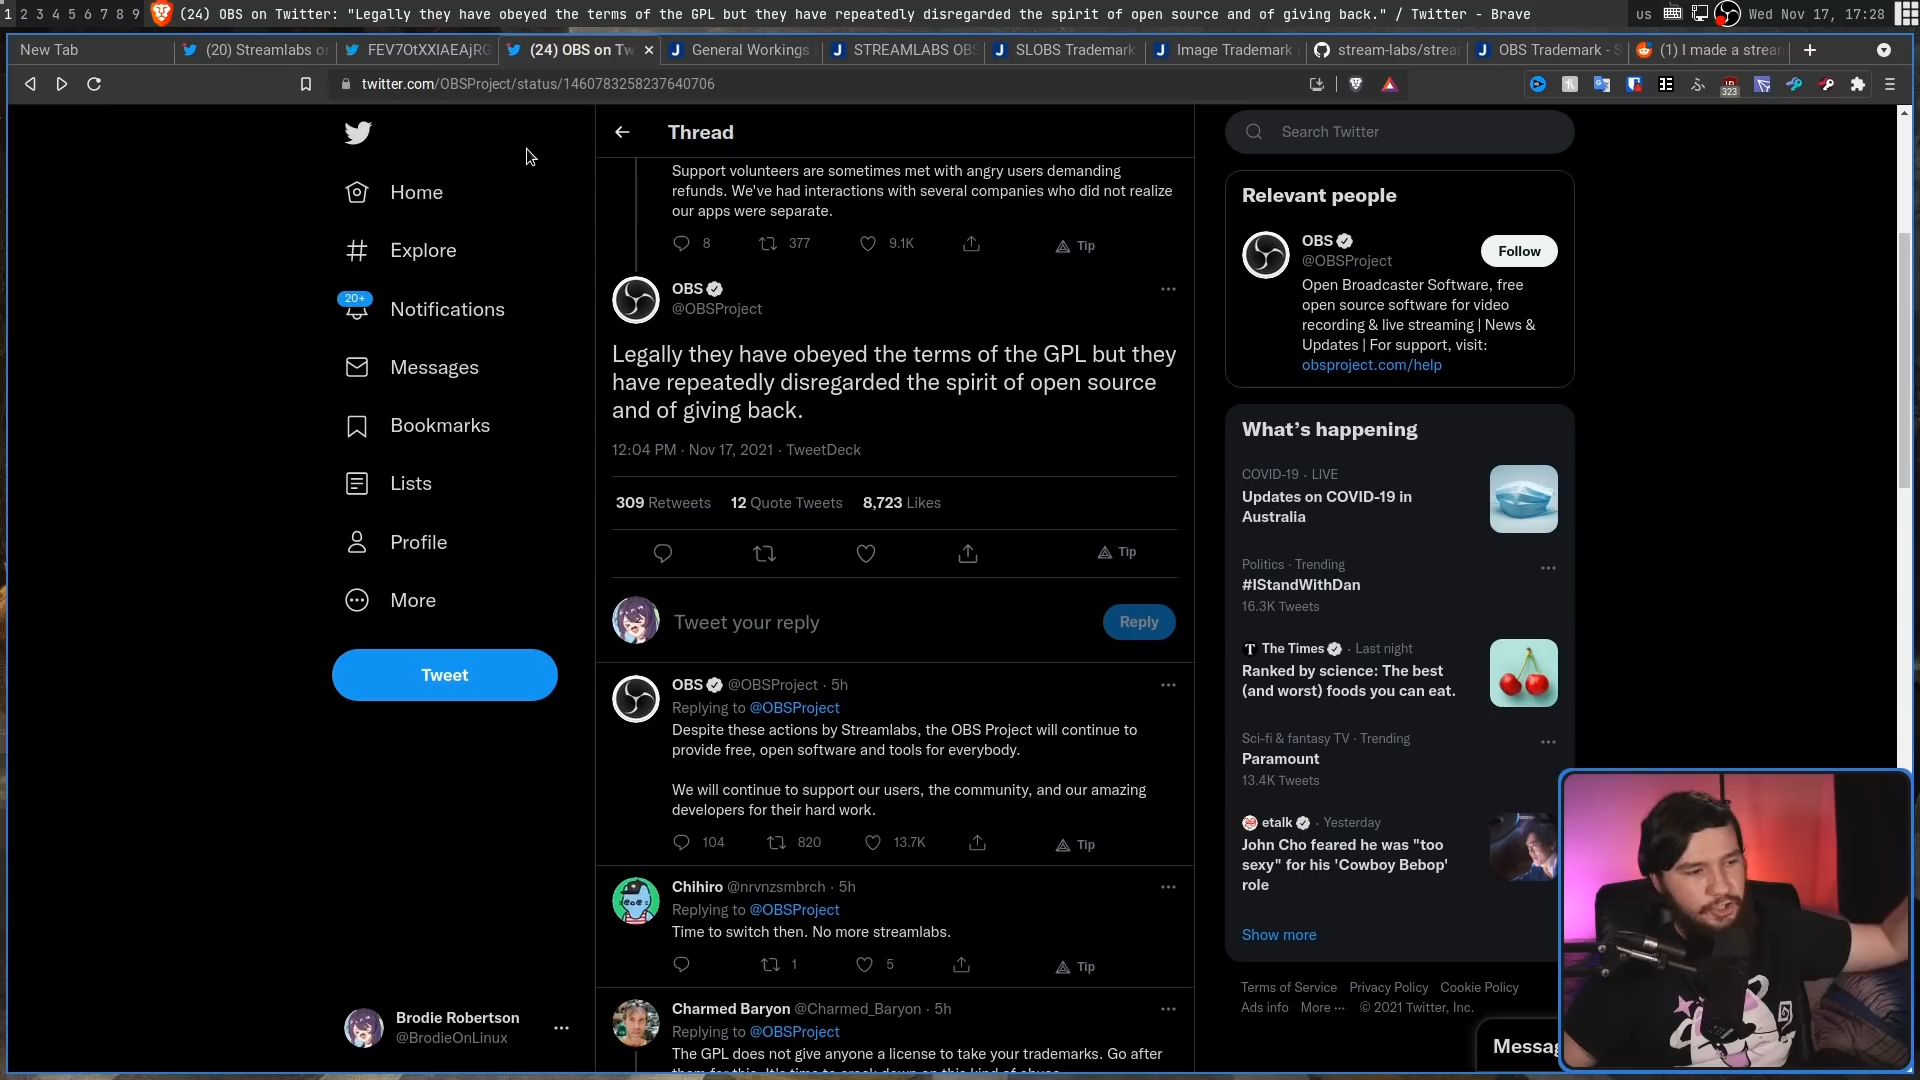 1 2 3 4 5 6 7 8 9 (24) OBS on Twitter: "Legally they have obeyed the terms of the GPL but they have repeatedly disregarded the spirit of open source and of giving back." / Twitter - Brave us Wed Nov 17, 17:28
New Tab (20) Streamlabs on FEV7OtXXIAEAjRG (24) OBS on Tw General Workings STREAMLABS OBS SLOBS Trademark Image Trademark stream-labs/strea OBS Trademark - S (1) I made a strea
twitter.com/OBSProject/status/1460783258237640706 323
Home
Explore
20+
Notifications
Messages
Bookmarks
Lists
Profile
More
Tweet
Brodie Robertson
@BrodieOnLinux
Thread
Support volunteers are sometimes met with angry users demanding
refunds. We've had interactions with several companies who did not realize
our apps were separate.
8 377 9.1K Tip
OBS
@OBSProject
Legally they have obeyed the terms of the GPL but they
have repeatedly disregarded the spirit of open source
and of giving back.
12:04 PM · Nov 17, 2021 · TweetDeck
309 Retweets 12 Quote Tweets 8,723 Likes
Tip
Tweet your reply
Reply
OBS @OBSProject · 5h
Replying to @OBSProject
Despite these actions by Streamlabs, the OBS Project will continue to
provide free, open software and tools for everybody.
We will continue to support our users, the community, and our amazing
developers for their hard work.
104 820 13.7K Tip
Chihiro @nrvnzsmbrch · 5h
Replying to @OBSProject
Time to switch then. No more streamlabs.
1 5 Tip
Charmed Baryon @Charmed_Baryon · 5h
Replying to @OBSProject
The GPL does not give anyone a license to take your trademarks. Go after
Search Twitter
Relevant people
OBS
@OBSProject
Follow
Open Broadcaster Software, free
open source software for video
recording & live streaming | News &
Updates | For support, visit:
obsproject.com/help
What's happening
COVID-19 · LIVE
Updates on COVID-19 in
Australia
Politics · Trending
#IStandWithDan
16.3K Tweets
The Times · Last night
Ranked by science: The best
(and worst) foods you can eat.
Sci-fi & fantasy TV · Trending
Paramount
13.4K Tweets
etalk · Yesterday
John Cho feared he was "too
sexy" for his 'Cowboy Bebop'
role
Show more
Terms of Service Privacy Policy Cookie Policy
Ads info More ··· © 2021 Twitter, Inc.
Messag